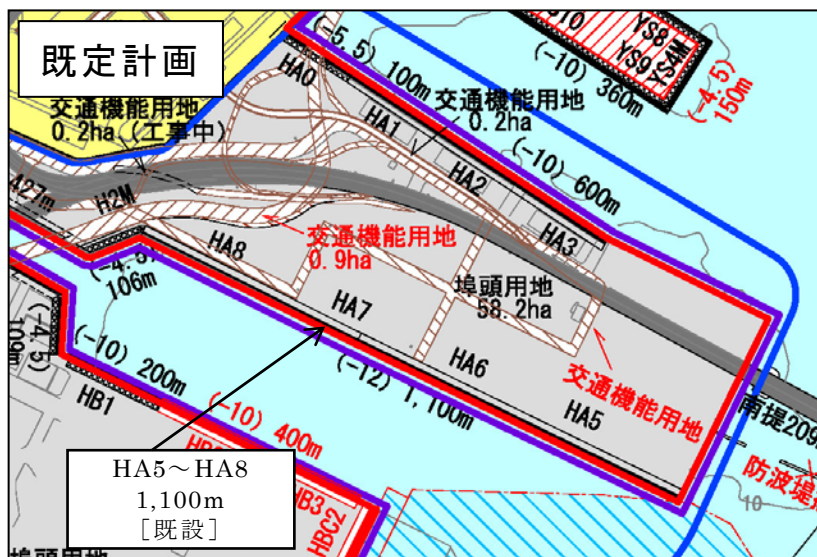 既定計画
交通機能用地
0.2ha（工事中）
HA0
(-5.5) 100m
交通機能用地
0.2ha
(-10) 360m
YS8
YS9
YS4M
(-4.5)
150m
HA1
HA2
HA3
(-10) 600m
427m
H2M
交通機能用地
0.9ha
HA8
(-4.5)
106m
埠頭用地
58.2ha
HA7
HA6
HA5
交通機能用地
(-12) 1,100m
南提209m
防波堤
10
(-4.5)
(-10) 200m
HB1
(-10) 400m
HB3
HBC2
HA5～HA8
1,100m
［既設］
埠頭用地